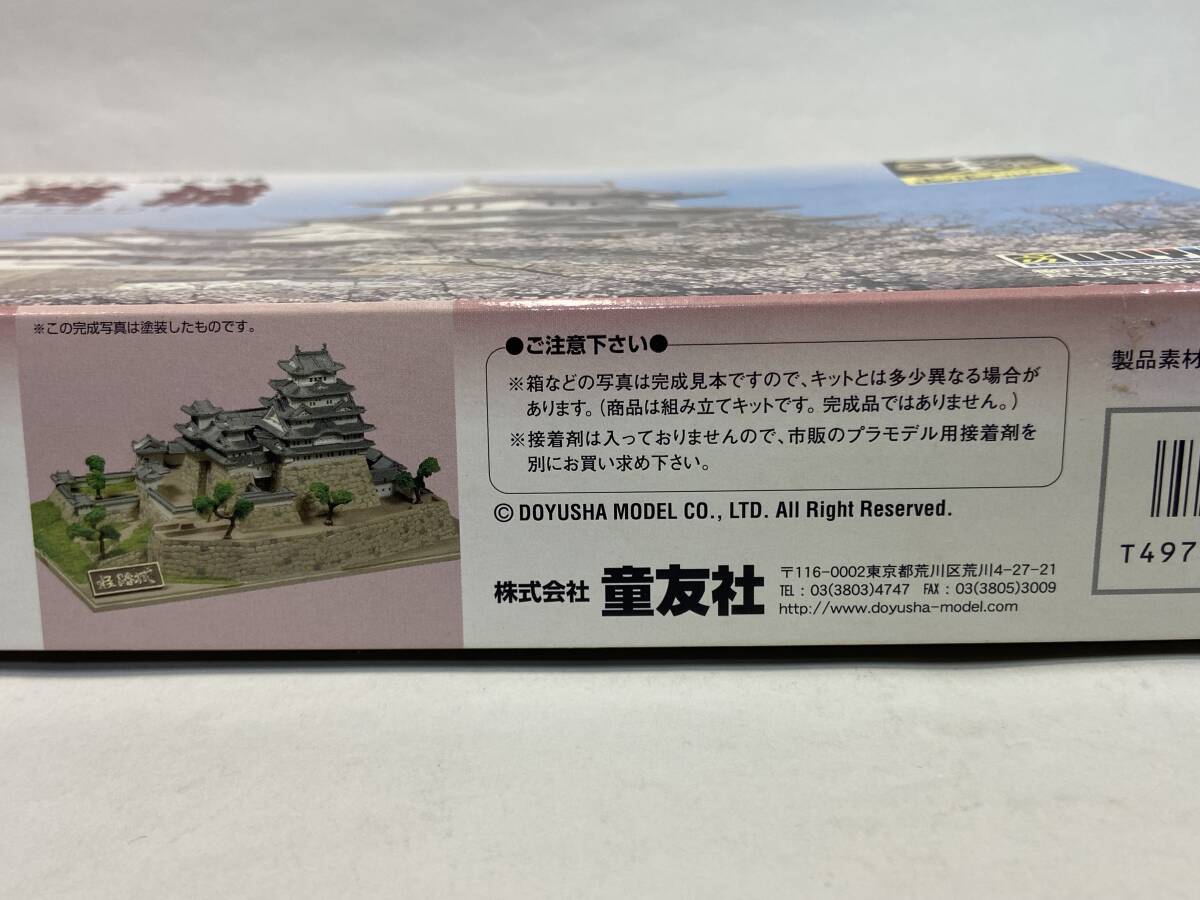 ※この完成写真は塗装したものです。
姫路城
●ご注意下さい●
※箱などの写真は完成見本ですので、キットとは多少異なる場合が
あります。（商品は組み立てキットです。完成品ではありません。）
※接着剤は入っておりませんので、市販のプラモデル用接着剤を
別にお買い求め下さい。
© DOYUSHA MODEL CO., LTD. All Right Reserved.
株式会社 童友社
〒116-0002東京都荒川区荒川4-27-21
TEL : 03(3803)4747 FAX : 03(3805)3009
http://www.doyusha-model.com
製品素材
T497